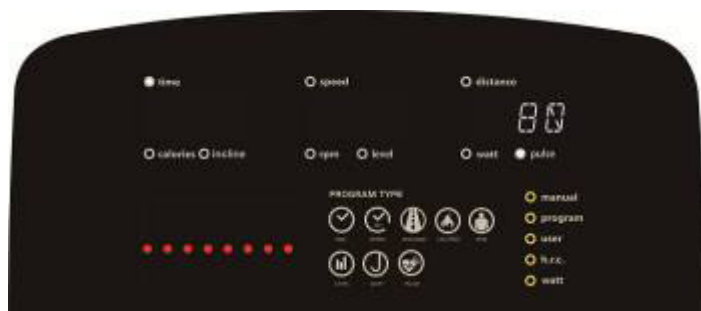 time speed distance
80
calories incline rpm level watt pulse
PROGRAM TYPE
manual
program
user
h.r.c.
watt